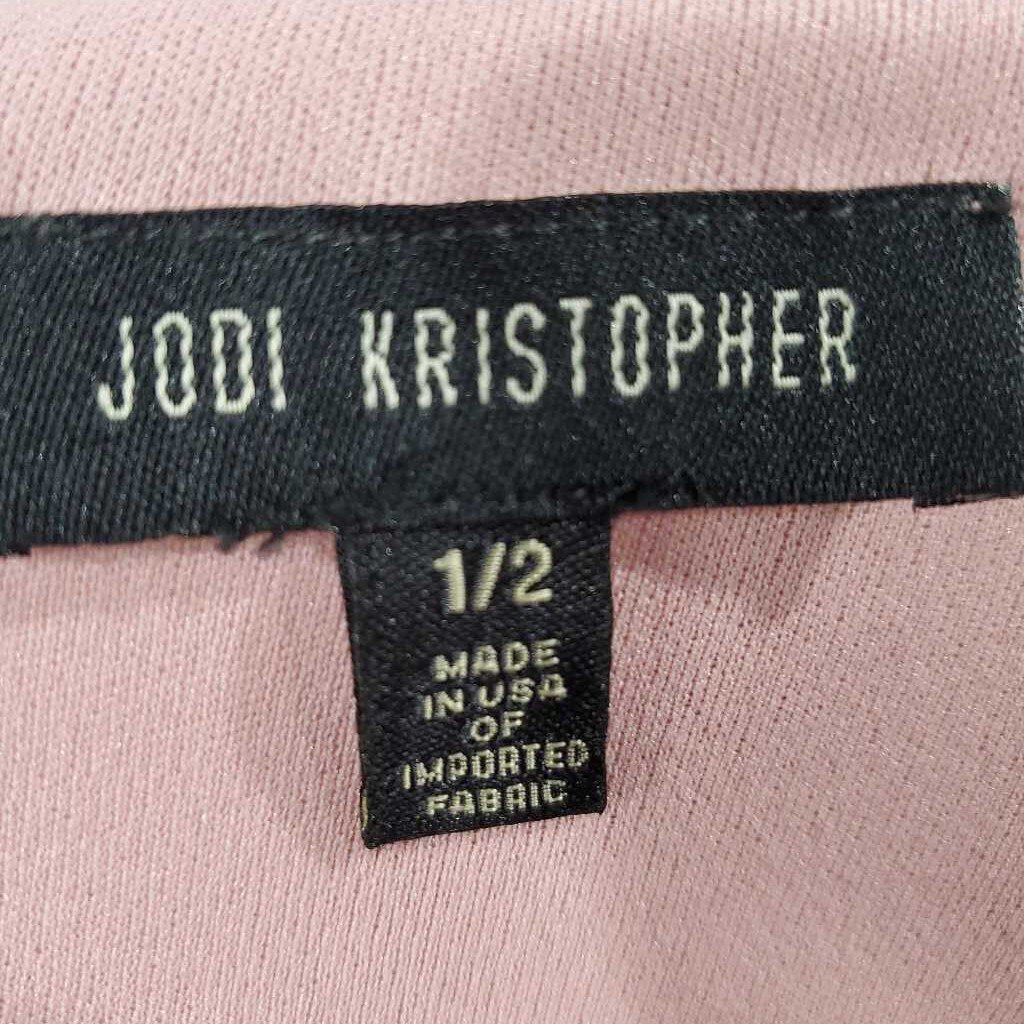 JODI KRISTOPHER
1/2
MADE
IN USA
OF
IMPORTED
FABRIC